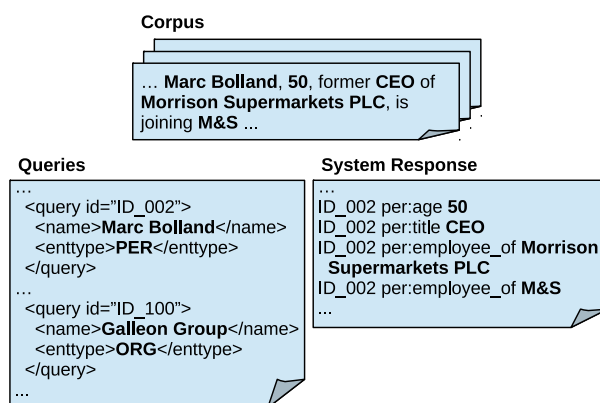 Corpus
... Marc Bolland, 50, former CEO of
Morrison Supermarkets PLC, is
joining M&S ...
Queries
...
<query id=”ID_002”>
<name>Marc Bolland</name>
<enttype>PER</enttype>
</query>
...
<query id=”ID_100”>
<name>Galleon Group</name>
<enttype>ORG</enttype>
</query>
...
System Response
...
ID_002 per:age 50
ID_002 per:title CEO
ID_002 per:employee_of Morrison
Supermarkets PLC
ID_002 per:employee_of M&S
...